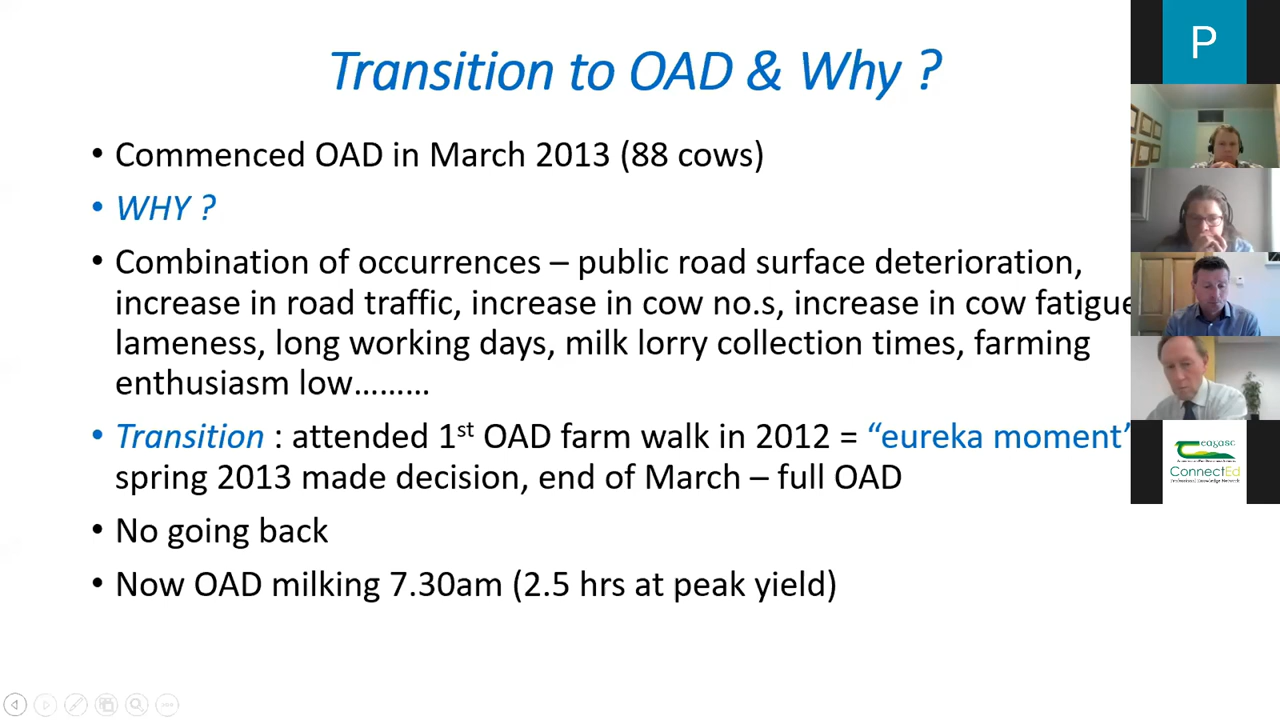 Transition to OAD & Why ?
P
• Commenced OAD in March 2013 (88 cows)
• WHY ?
• Combination of occurrences – public road surface deterioration,
increase in road traffic, increase in cow no.s, increase in cow fatigue
lameness, long working days, milk lorry collection times, farming
enthusiasm low………
• Transition : attended 1st OAD farm walk in 2012 = “eureka moment”
spring 2013 made decision, end of March – full OAD
• No going back
• Now OAD milking 7.30am (2.5 hrs at peak yield)
eagasc
ConnectEd